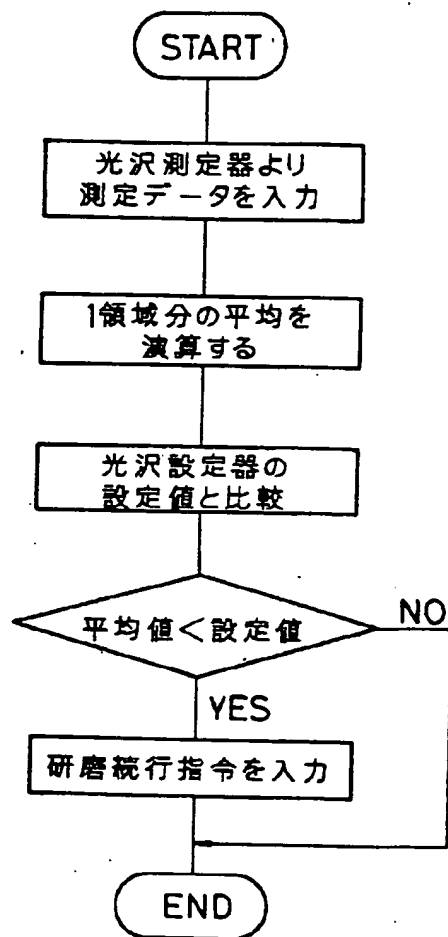 START
光沢測定器より
測定データを入力
1領域分の平均を
演算する
光沢設定器の
設定値と比較
平均値<設定値
NO
YES
研磨続行指令を入力
END